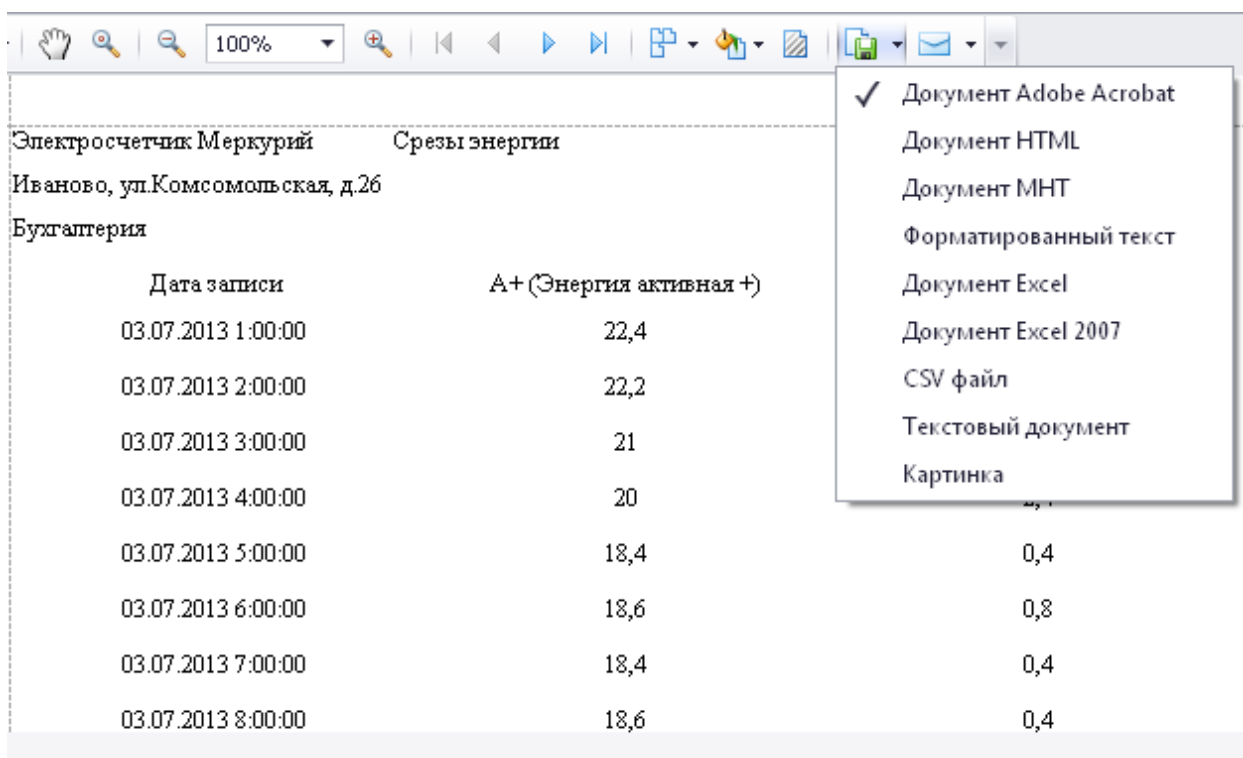 100%
Документ Adobe Acrobat
Документ HTML
Документ MHT
Форматированный текст
Документ Excel
Документ Excel 2007
CSV файл
Текстовый документ
Картинка
Электросчетчик Меркурий Срезы энергии
Иваново, ул.Комсомольская, д.26
Бухгалтерия
Дата записи А+ (Энергия активная +)
03.07.2013 1:00:00 22,4
03.07.2013 2:00:00 22,2
03.07.2013 3:00:00 21
03.07.2013 4:00:00 20
03.07.2013 5:00:00 18,4 0,4
03.07.2013 6:00:00 18,6 0,8
03.07.2013 7:00:00 18,4 0,4
03.07.2013 8:00:00 18,6 0,4